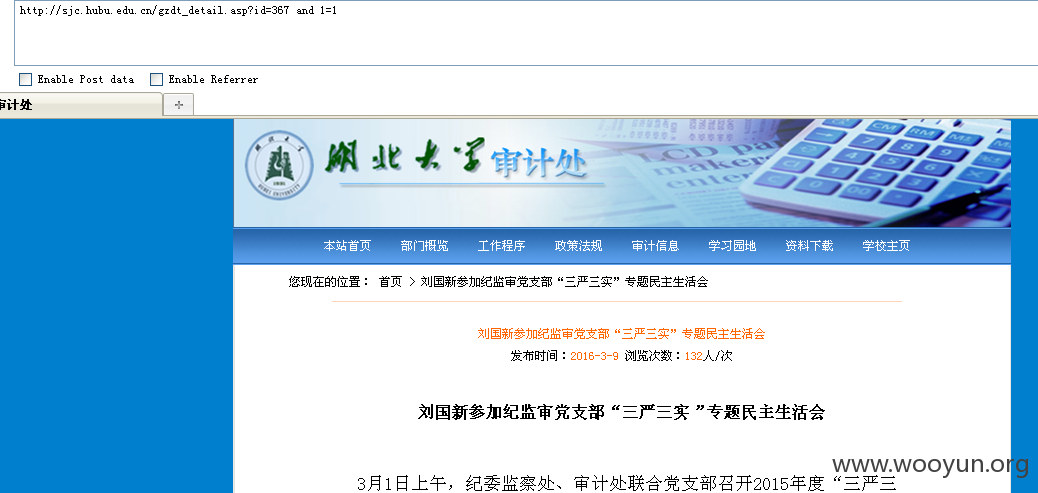 http://sjc.hubu.edu.cn/gzdt_detail.asp?id=367 and 1=1
Enable Post data Enable Referrer
审计处
湖北大学 审计处
本站首页 部门概览 工作程序 政策法规 审计信息 学习园地 资料下载 学校主页
您现在的位置： 首页 > 刘国新参加纪监审党支部“三严三实”专题民主生活会
刘国新参加纪监审党支部“三严三实”专题民主生活会
发布时间：2016-3-9 浏览次数：132人/次
刘国新参加纪监审党支部“三严三实 ”专题民主生活会
www.wooyun.org
3月1日上午，纪委监察处、审计处联合党支部召开2015年度“三严三